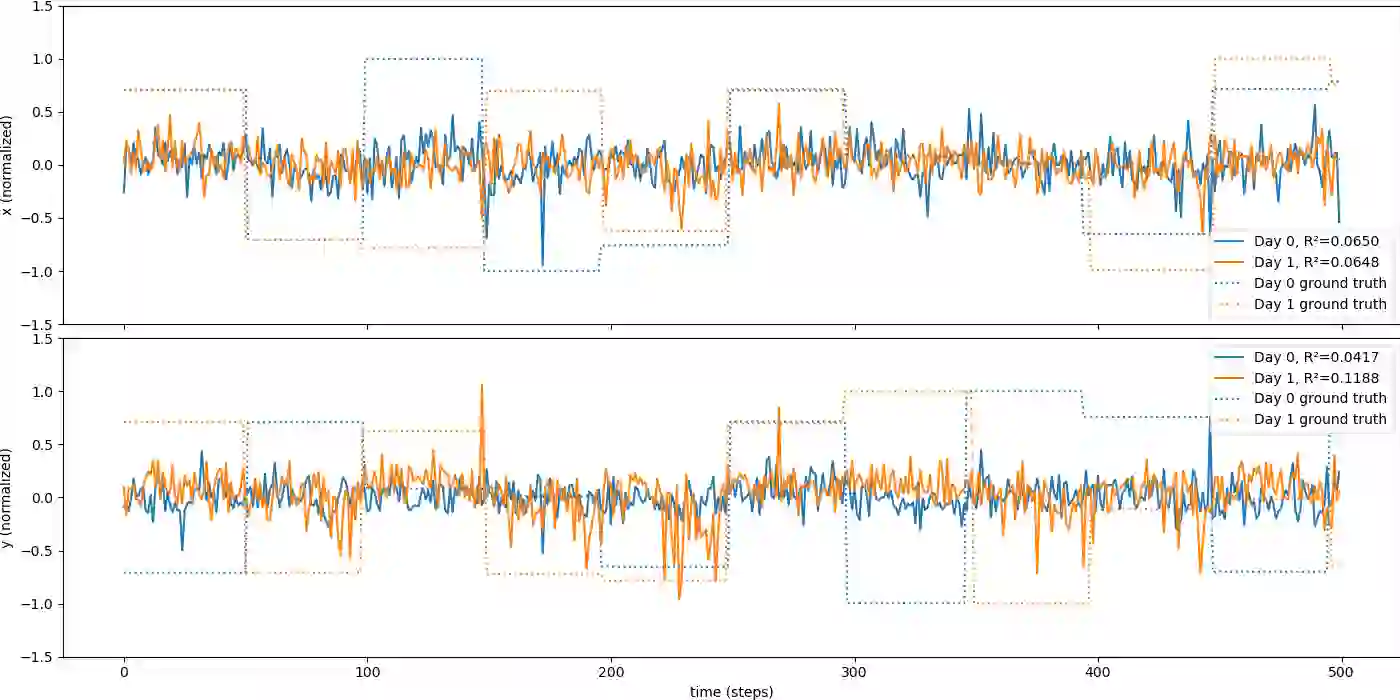 1.5
1.0
0.5
0.0
−0.5
−1.0
−1.5
x (normalized)
Day 0, R²=0.0650
Day 1, R²=0.0648
Day 0 ground truth
Day 1 ground truth
1.5
1.0
0.5
0.0
−0.5
−1.0
−1.5
y (normalized)
Day 0, R²=0.0417
Day 1, R²=0.1188
Day 0 ground truth
Day 1 ground truth
0 100 200 300 400 500
time (steps)